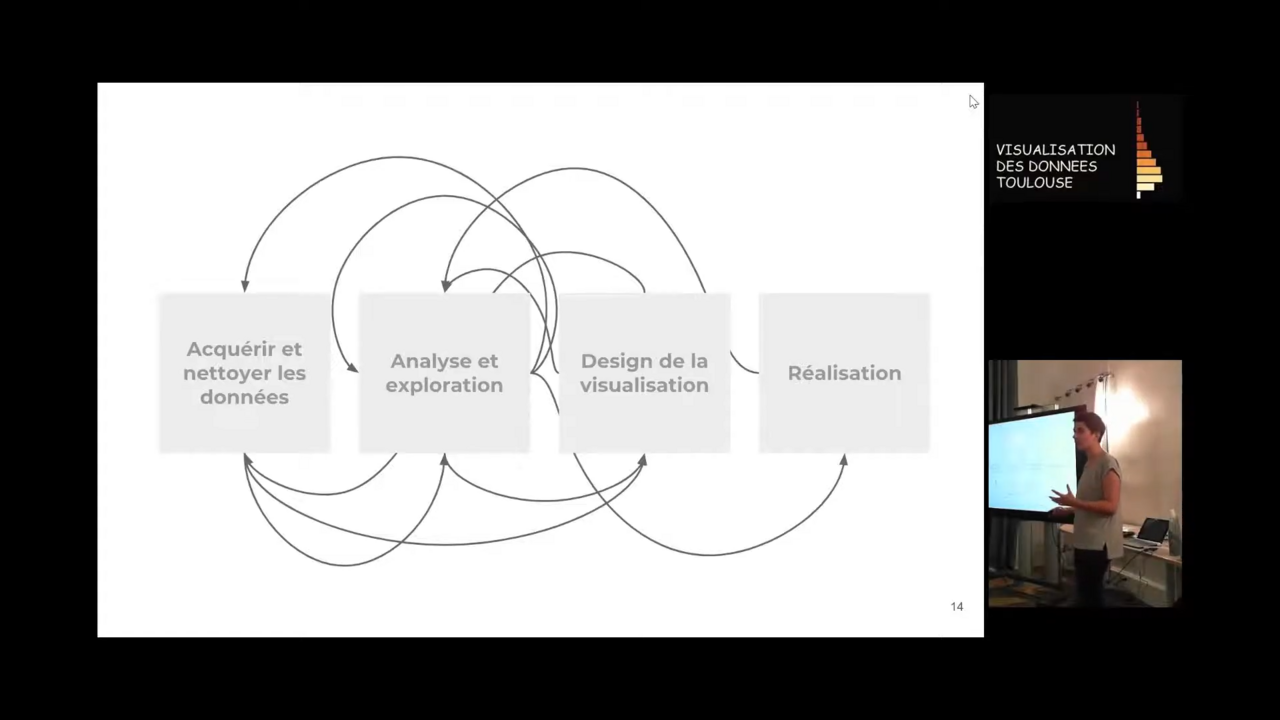 Acquérir et
nettoyer les
données
Analyse et
exploration
Design de la
visualisation
Réalisation
14
VISUALISATION
DES DONNEES
TOULOUSE